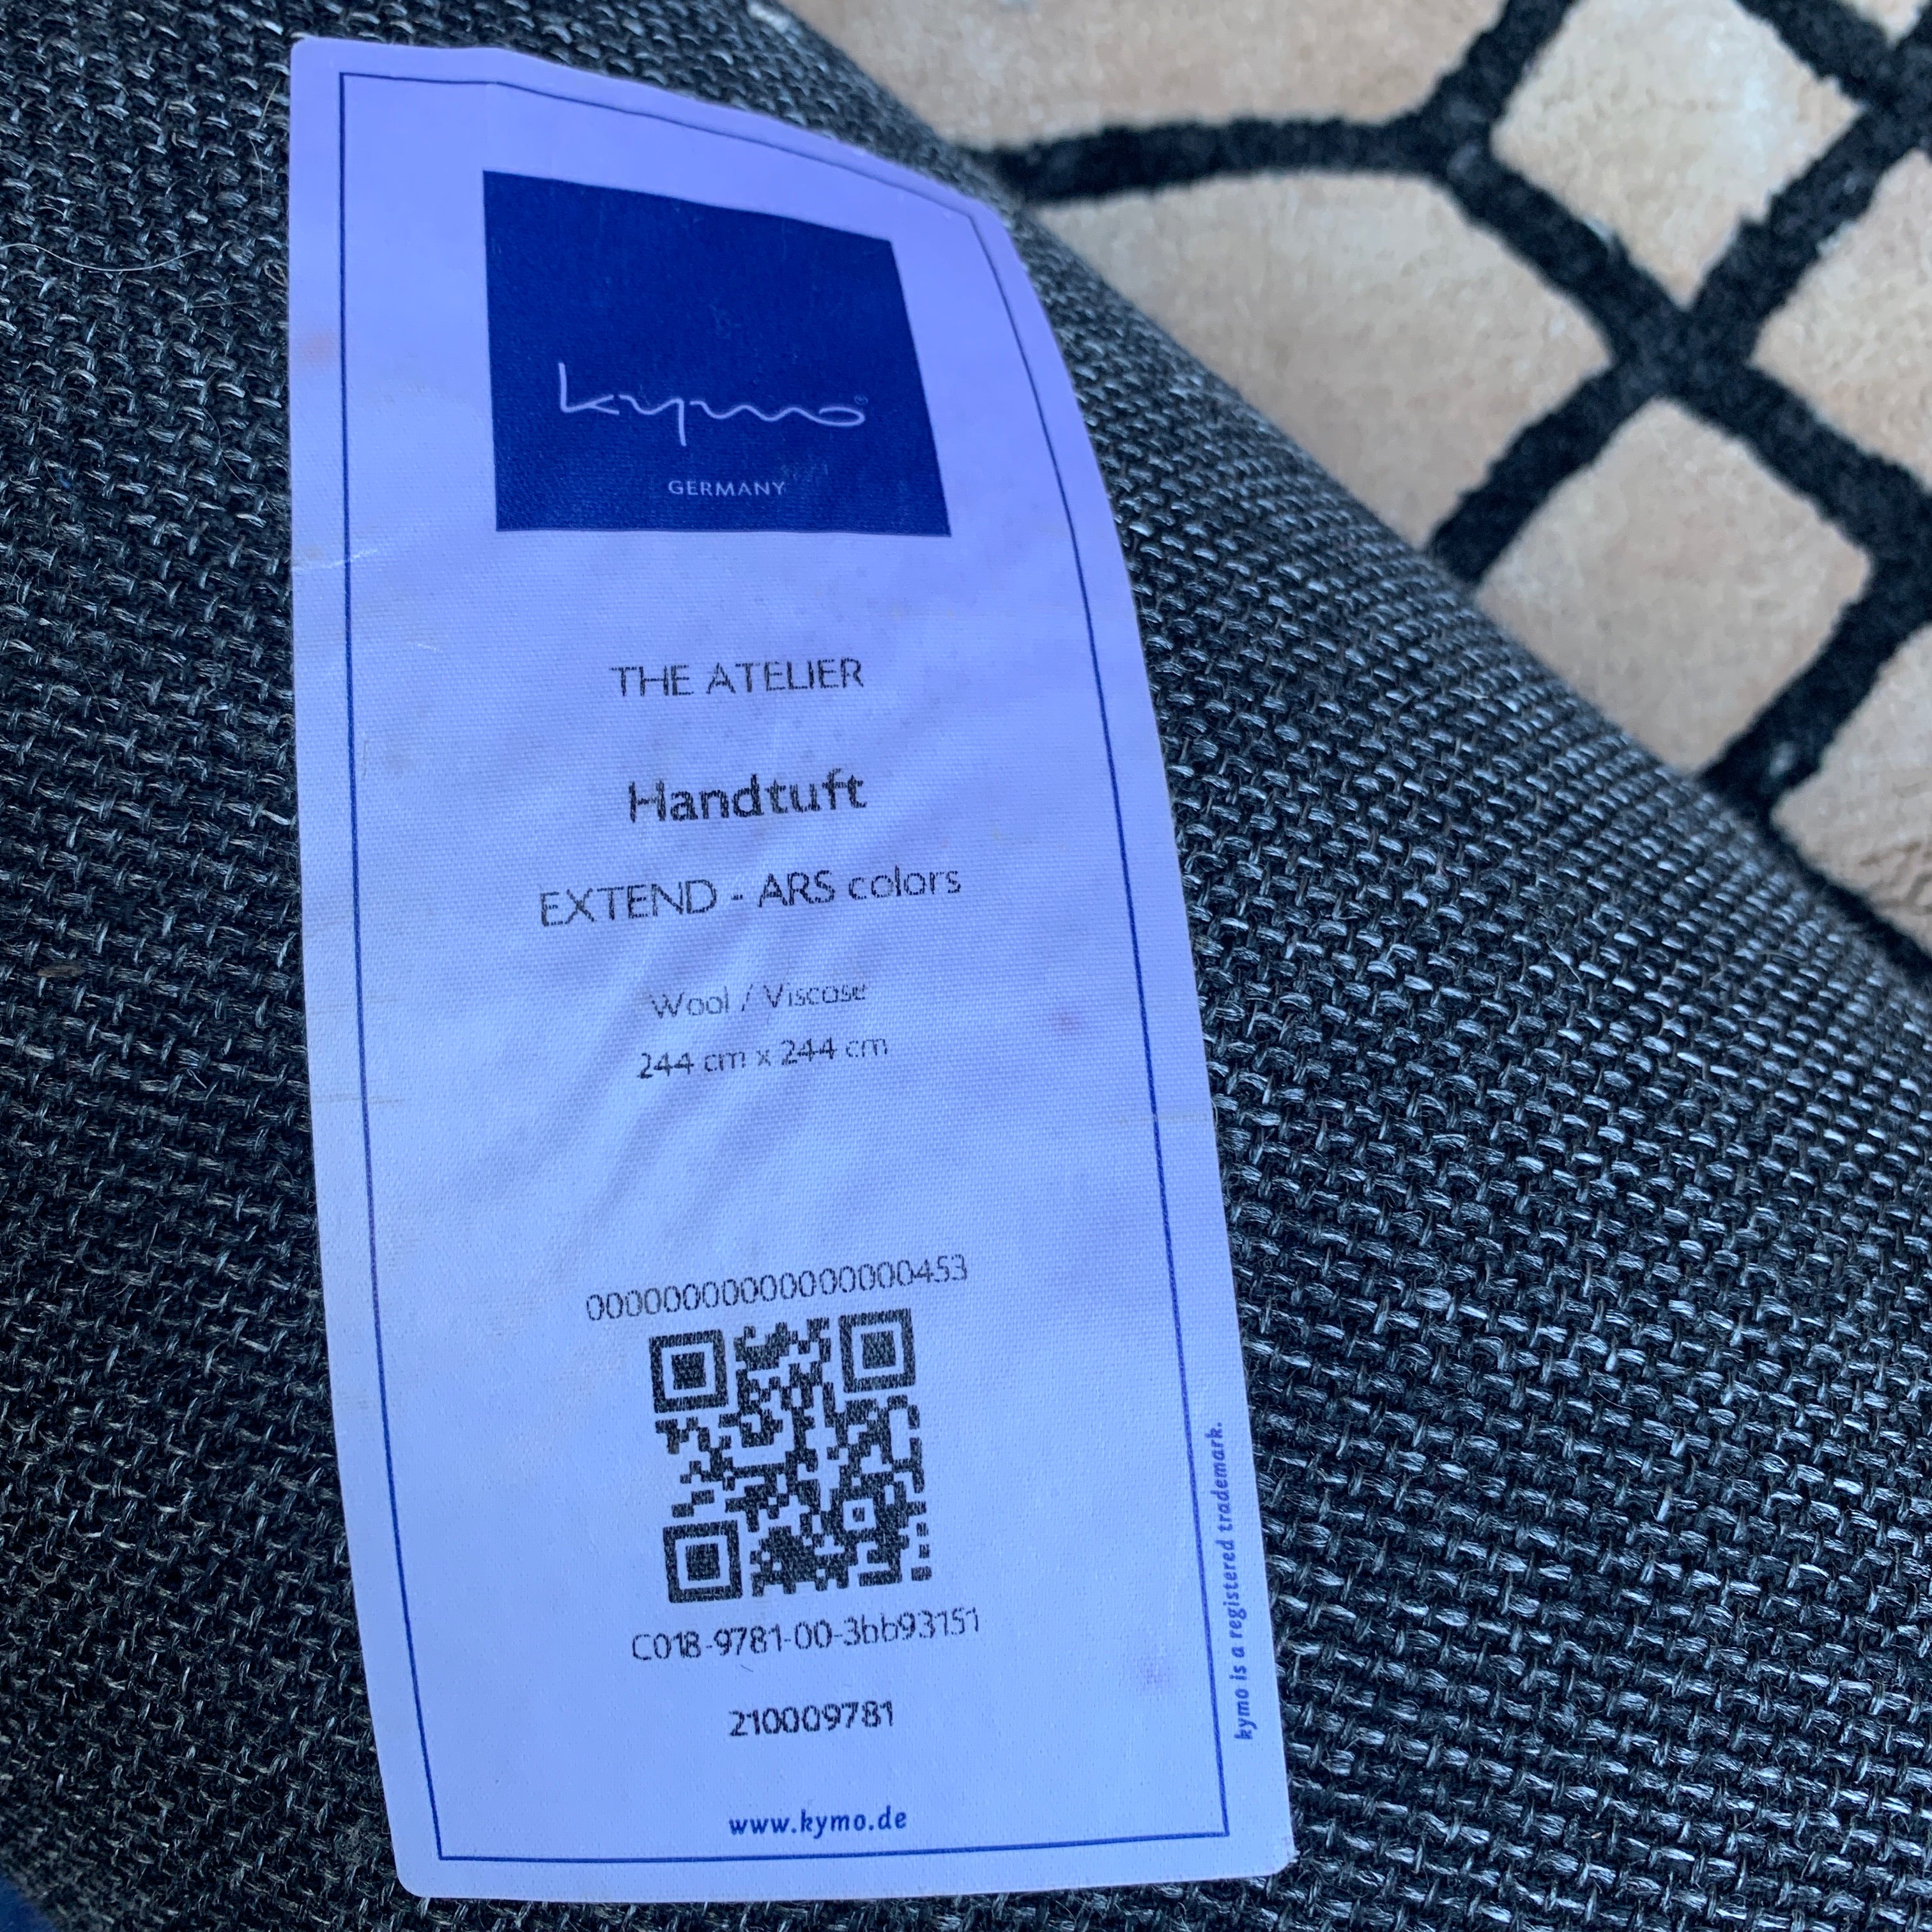 kymo®
GERMANY
THE ATELIER
Handtuft
EXTEND - ARS colors
Wool / Viscose
244 cm x 244 cm
00000000000000000453
C018-9781-00-3bb93151
210009781
www.kymo.de
kymo is a registered trademark.